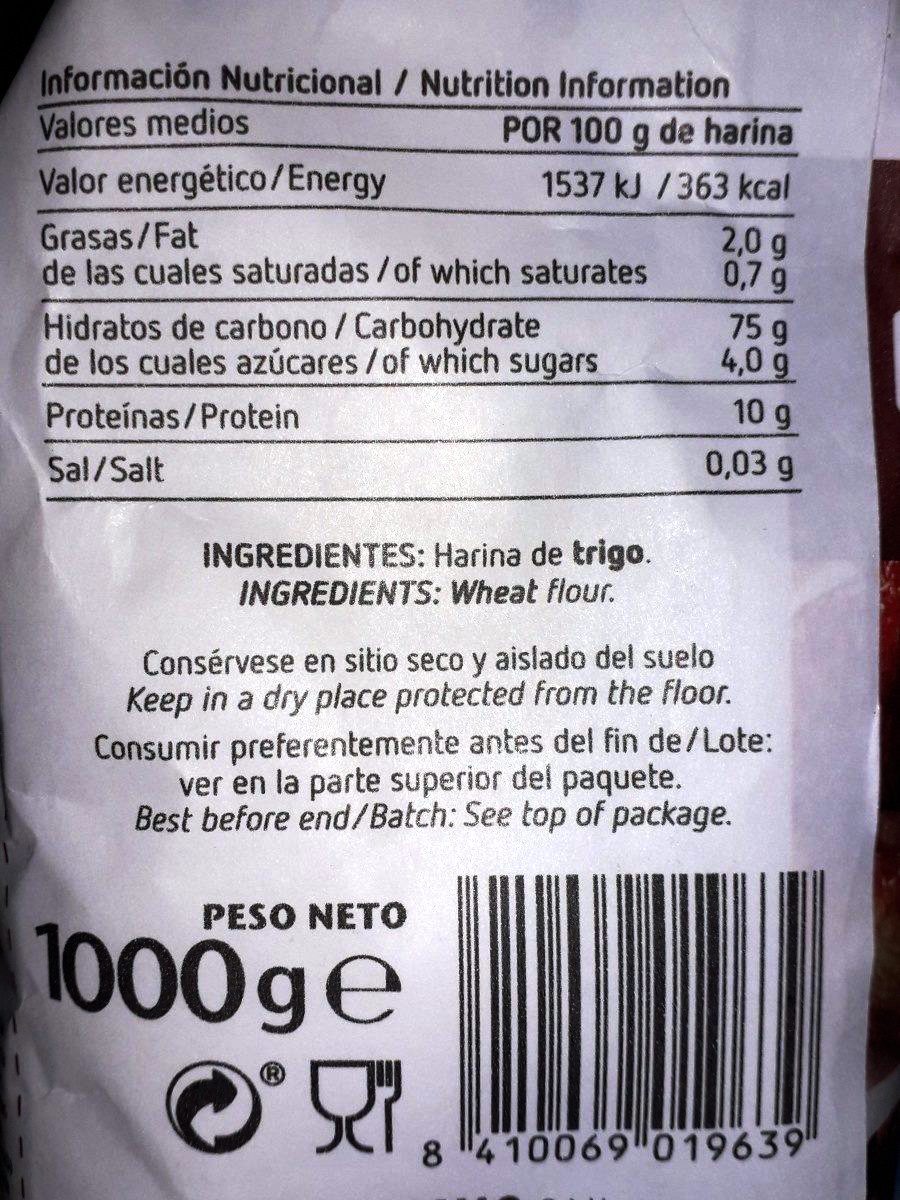 Información Nutricional / Nutrition Information
Valores medios POR 100 g de harina
Valor energético/Energy 1537 kJ / 363 kcal
Grasas/Fat 2,0 g
de las cuales saturadas / of which saturates 0,7 g
Hidratos de carbono / Carbohydrate 75 g
de los cuales azúcares / of which sugars 4,0 g
Proteínas/Protein 10 g
Sal/Salt 0,03 g
INGREDIENTES: Harina de trigo.
INGREDIENTS: Wheat flour.
Consérvese en sitio seco y aislado del suelo
Keep in a dry place protected from the floor.
Consumir preferentemente antes del fin de/Lote:
ver en la parte superior del paquete.
Best before end/Batch: See top of package.
PESO NETO
1000g e
®
8 410069 019639